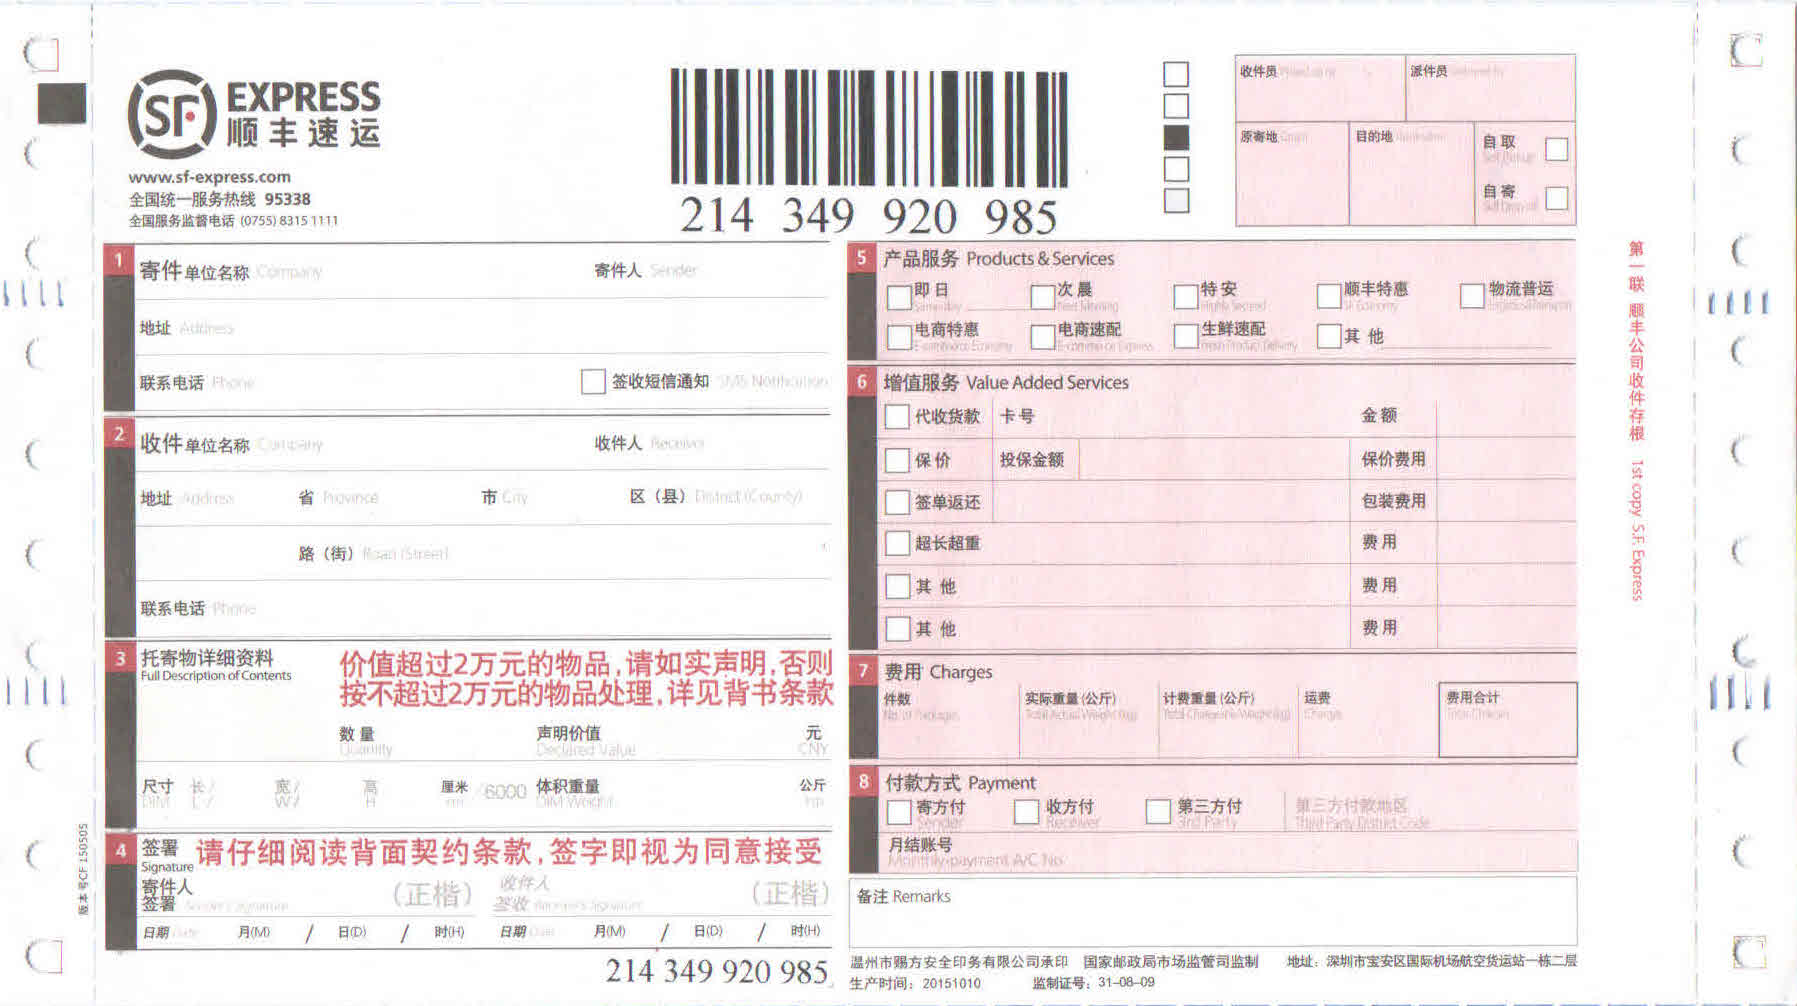 SF EXPRESS
顺丰速运
www.sf-express.com
全国统一服务热线 95338
全国服务监督电话 (0755) 8315 1111
214 349 920 985
收件员 派件员
原寄地 目的地 自取
自寄
1 寄件单位名称 Company 寄件人 Sender
地址 Address
联系电话 Phone 签收短信通知 SMS Notification
2 收件单位名称 Company 收件人 Receiver
地址 Address 省 Province 市 City 区（县）District (County)
路（街）Road (Street)
联系电话 Phone
3 托寄物详细资料
Full Description of Contents
价值超过2万元的物品,请如实声明,否则
按不超过2万元的物品处理,详见背书条款
数量 声明价值 元
Quantity Declared Value CNY
尺寸 长/ 宽/ 高 厘米 /6000 体积重量 公斤
DIM L/ W/ H cm DIM Weight
4 签署 请仔细阅读背面契约条款,签字即视为同意接受
Signature
寄件人 (正楷) 收件人 (正楷)
签署 Sender's Signature 签收 Receiver's Signature
日期 Date 月(M) / 日(D) / 时(H) 日期 Date 月(M) / 日(D) / 时(H)
214 349 920 985
5 产品服务 Products & Services
即日 次晨 特安 顺丰特惠 物流普运
Same day Next Morning Highly Secured SF Economy
电商特惠 电商速配 生鲜速配 其他
E-commerce Economy E-commerce Express Fresh Product Delivery
6 增值服务 Value Added Services
代收货款 卡号 金额
保价 投保金额 保价费用
签单返还 包装费用
超长超重 费用
其他 费用
其他 费用
7 费用 Charges
件数 实际重量(公斤) 计费重量(公斤) 运费 费用合计
No. of Packages Total Actual Weight (kg) Total Chargeable Weight (kg) Charge Total Charges
8 付款方式 Payment
寄方付 收方付 第三方付 第三方付款地区
Sender Receiver 3rd Party Third Party District Code
月结账号
Monthly-payment A/C No.
备注 Remarks
温州市赐方安全印务有限公司承印 国家邮政局市场监管司监制 地址：深圳市宝安区国际机场航空货运站一栋二层
生产时间：20151010 监制证号：31-08-09
第一联 顺丰公司收件存根 1st copy S.F. Express
版本号CF 150505